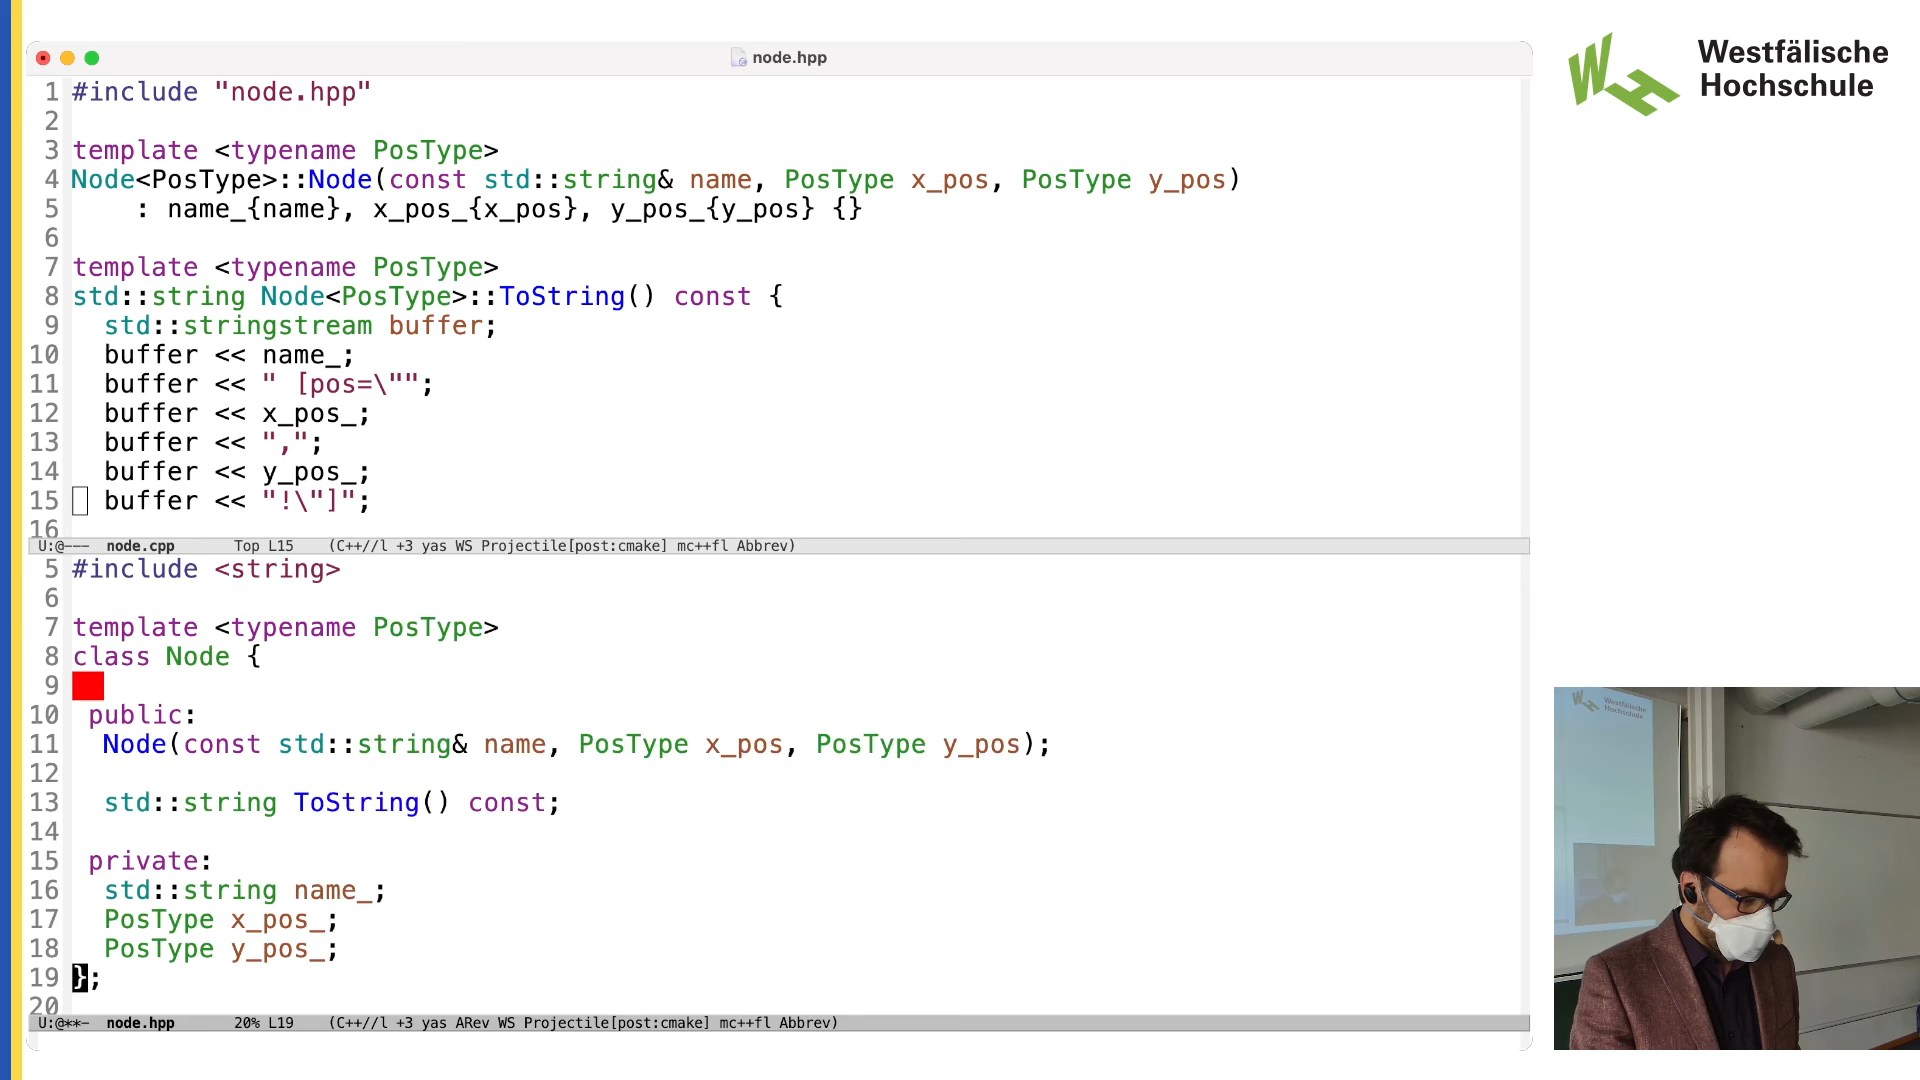 node.hpp
1 #include "node.hpp"
2
3 template <typename PosType>
4 Node<PosType>::Node(const std::string& name, PosType x_pos, PosType y_pos)
5     : name_{name}, x_pos_{x_pos}, y_pos_{y_pos} {}
6
7 template <typename PosType>
8 std::string Node<PosType>::ToString() const {
9   std::stringstream buffer;
10   buffer << name_;
11   buffer << " [pos=\"";
12   buffer << x_pos_;
13   buffer << ",";
14   buffer << y_pos_;
15   buffer << "!\"]";
16
U:@---  node.cpp       Top L15    (C++//l +3 yas WS Projectile[post:cmake] mc++fl Abbrev)
5 #include <string>
6
7 template <typename PosType>
8 class Node {
9
10  public:
11   Node(const std::string& name, PosType x_pos, PosType y_pos);
12
13   std::string ToString() const;
14
15  private:
16   std::string name_;
17   PosType x_pos_;
18   PosType y_pos_;
19 };
20
U:@**-  node.hpp       20% L19    (C++//l +3 yas ARev WS Projectile[post:cmake] mc++fl Abbrev)
Westfälische
Hochschule
Westfälische
Hochschule